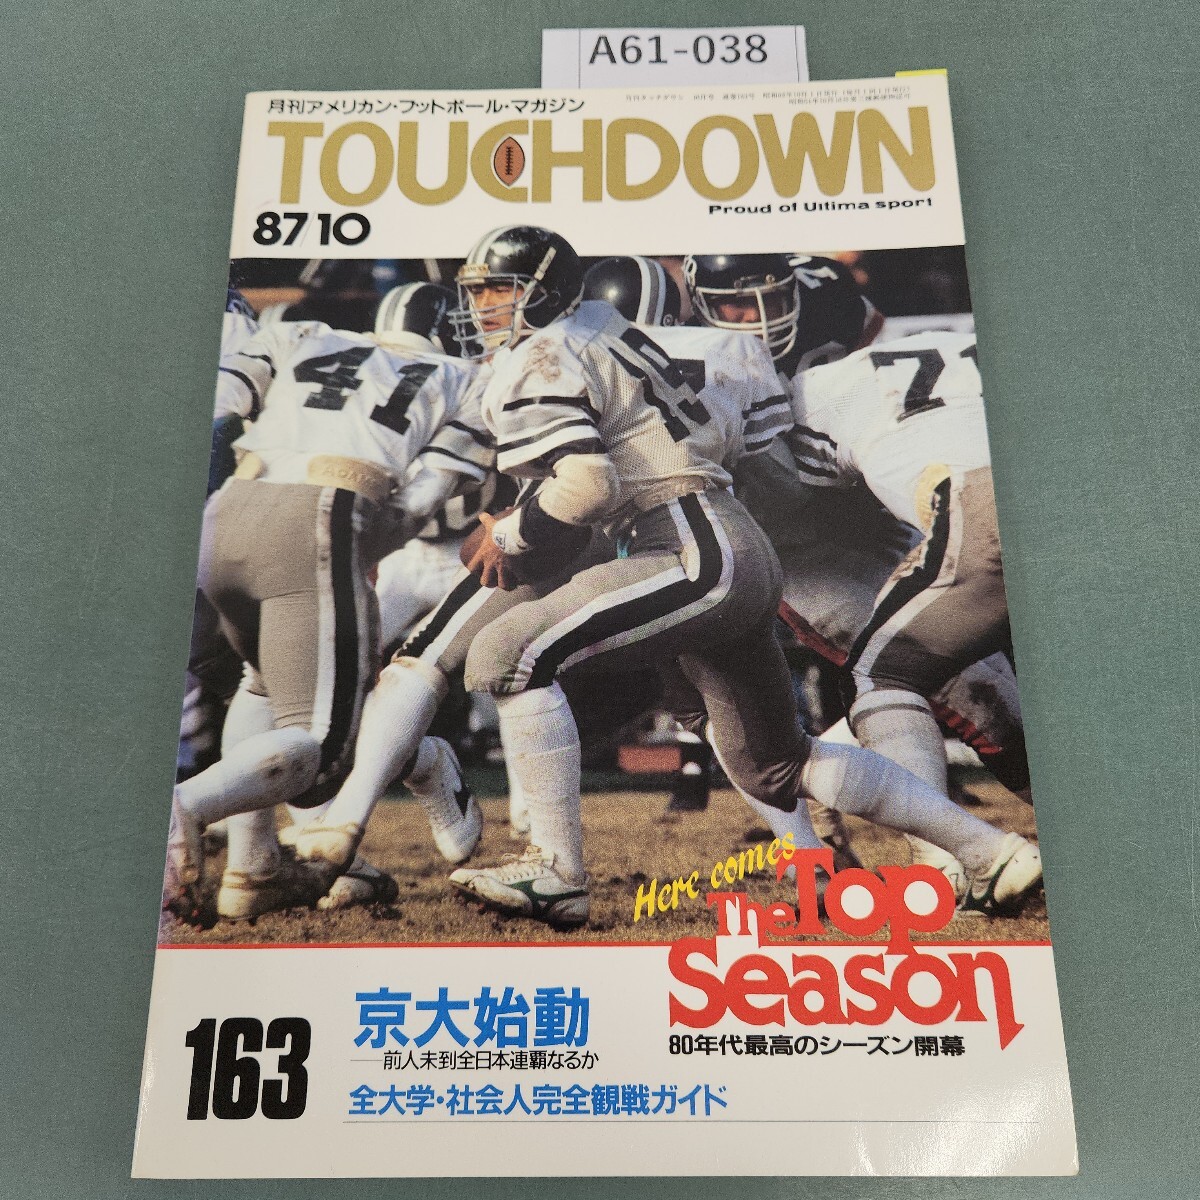 A61-038
月刊アメリカン・フットボール・マガジン
TOUCHDOWN
Proud of Ultima sport
87/10
41
19
7
Here comes
The Top
Season
80年代最高のシーズン開幕
163
京大始動
──前人未到全日本連覇なるか
全大学・社会人完全観戦ガイド